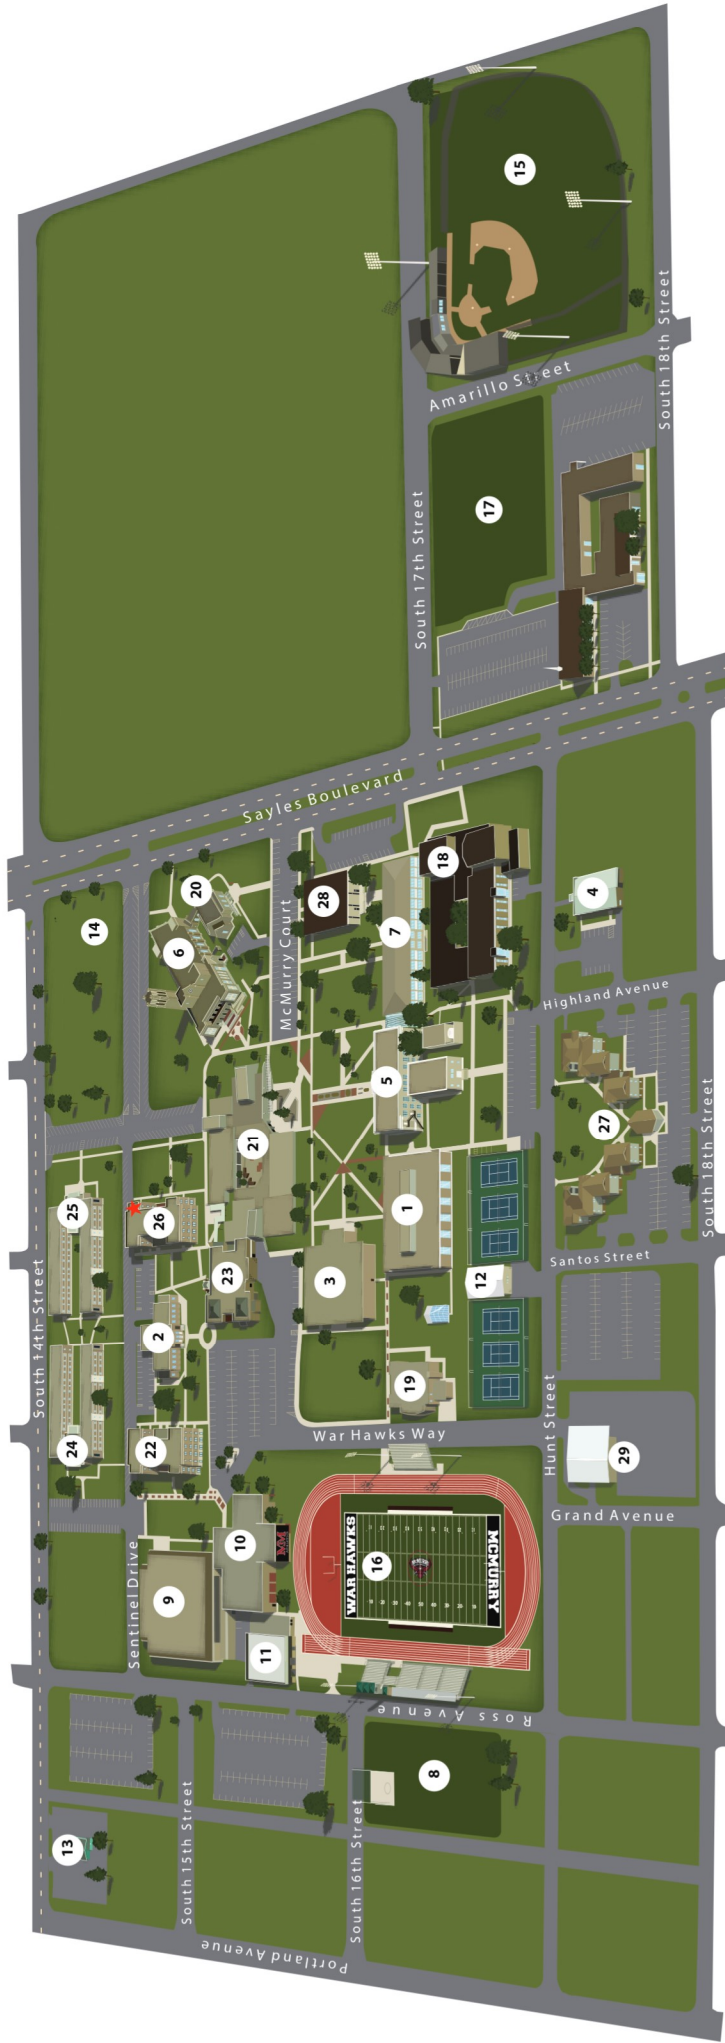 South 14th Street
25
24
14
26
2
22
Sentinel Drive
9
20
6
21
23
10
11
13
South 15th Street
McMurry Court
28
3
War Hawks Way
WAR HAWKS
16
MCMURRY
Ross Avenue
8
South 16th Street
Portland Avenue
Sayles Boulevard
7
18
5
1
12
19
4
Highland Avenue
27
Santos Street
Hunt Street
29
Grand Avenue
South 18th Street
South 17th Street
17
Amarillo Street
15
South 18th Street